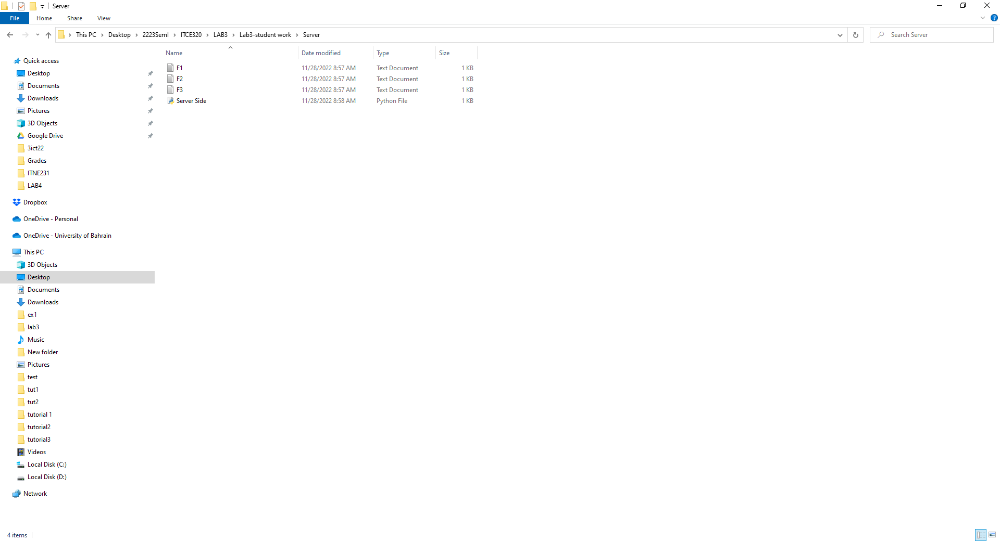 Server
File Home Share View
This PC Desktop 2223SemI ITCE320 LAB3 Lab3-student work Server
Search Server
Name Date modified Type Size
F1 11/28/2022 8:57 AM Text Document 1 KB
F2 11/28/2022 8:57 AM Text Document 1 KB
F3 11/28/2022 8:57 AM Text Document 1 KB
Server Side 11/28/2022 8:58 AM Python File 1 KB
Quick access
Desktop
Documents
Downloads
Pictures
3D Objects
Google Drive
3ict22
Grades
ITNE231
LAB4
Dropbox
OneDrive - Personal
OneDrive - University of Bahrain
This PC
3D Objects
Desktop
Documents
Downloads
ex1
lab3
Music
New folder
Pictures
test
tut1
tut2
tutorial 1
tutorial2
tutorial3
Videos
Local Disk (C:)
Local Disk (D:)
Network
4 items